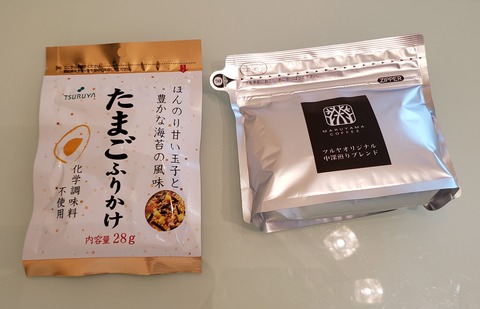 TSURUYA
ほんのり甘い玉子と
豊かな海苔の風味
たまごふりかけ
化学調味料
不使用
内容量28g
ZIPPER
MARUYAMA
COFFEE
ツルヤオリジナル
中深煎りブレンド